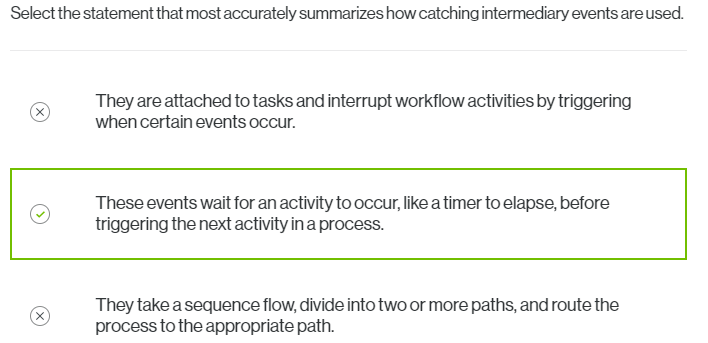 Select the statement that most accurately summarizes how catching intermediary events are used.
They are attached to tasks and interrupt workflow activities by triggering
when certain events occur.
These events wait for an activity to occur, like a timer to elapse, before
triggering the next activity in a process.
They take a sequence flow, divide into two or more paths, and route the
process to the appropriate path.